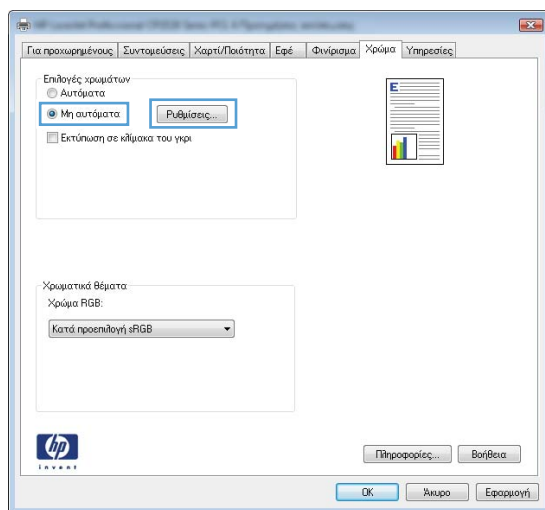 Για προχωρημένους Συντομεύσεις Χαρτί/Ποιότητα Εφέ Φινίρισμα Χρώμα Υπηρεσίες
Επιλογές χρωμάτων
Αυτόματα
Μη αυτόματα Ρυθμίσεις...
Εκτύπωση σε κλίμακα του γκρι
E
Χρωματικά θέματα
Χρώμα RGB:
Κατά προεπιλογή sRGB
hp
invent
Πληροφορίες... Βοήθεια
OK Άκυρο Εφαρμογή